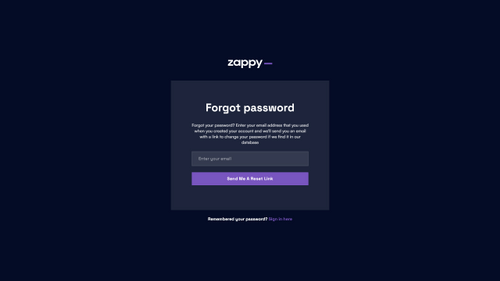 zappy
Forgot password
Forgot your password? Enter your email address that you used
when you created your account and we'll send you an email
with a link to change your password if we find it in our
database
Enter your email
Send Me A Reset Link
Remembered your password? Sign in here